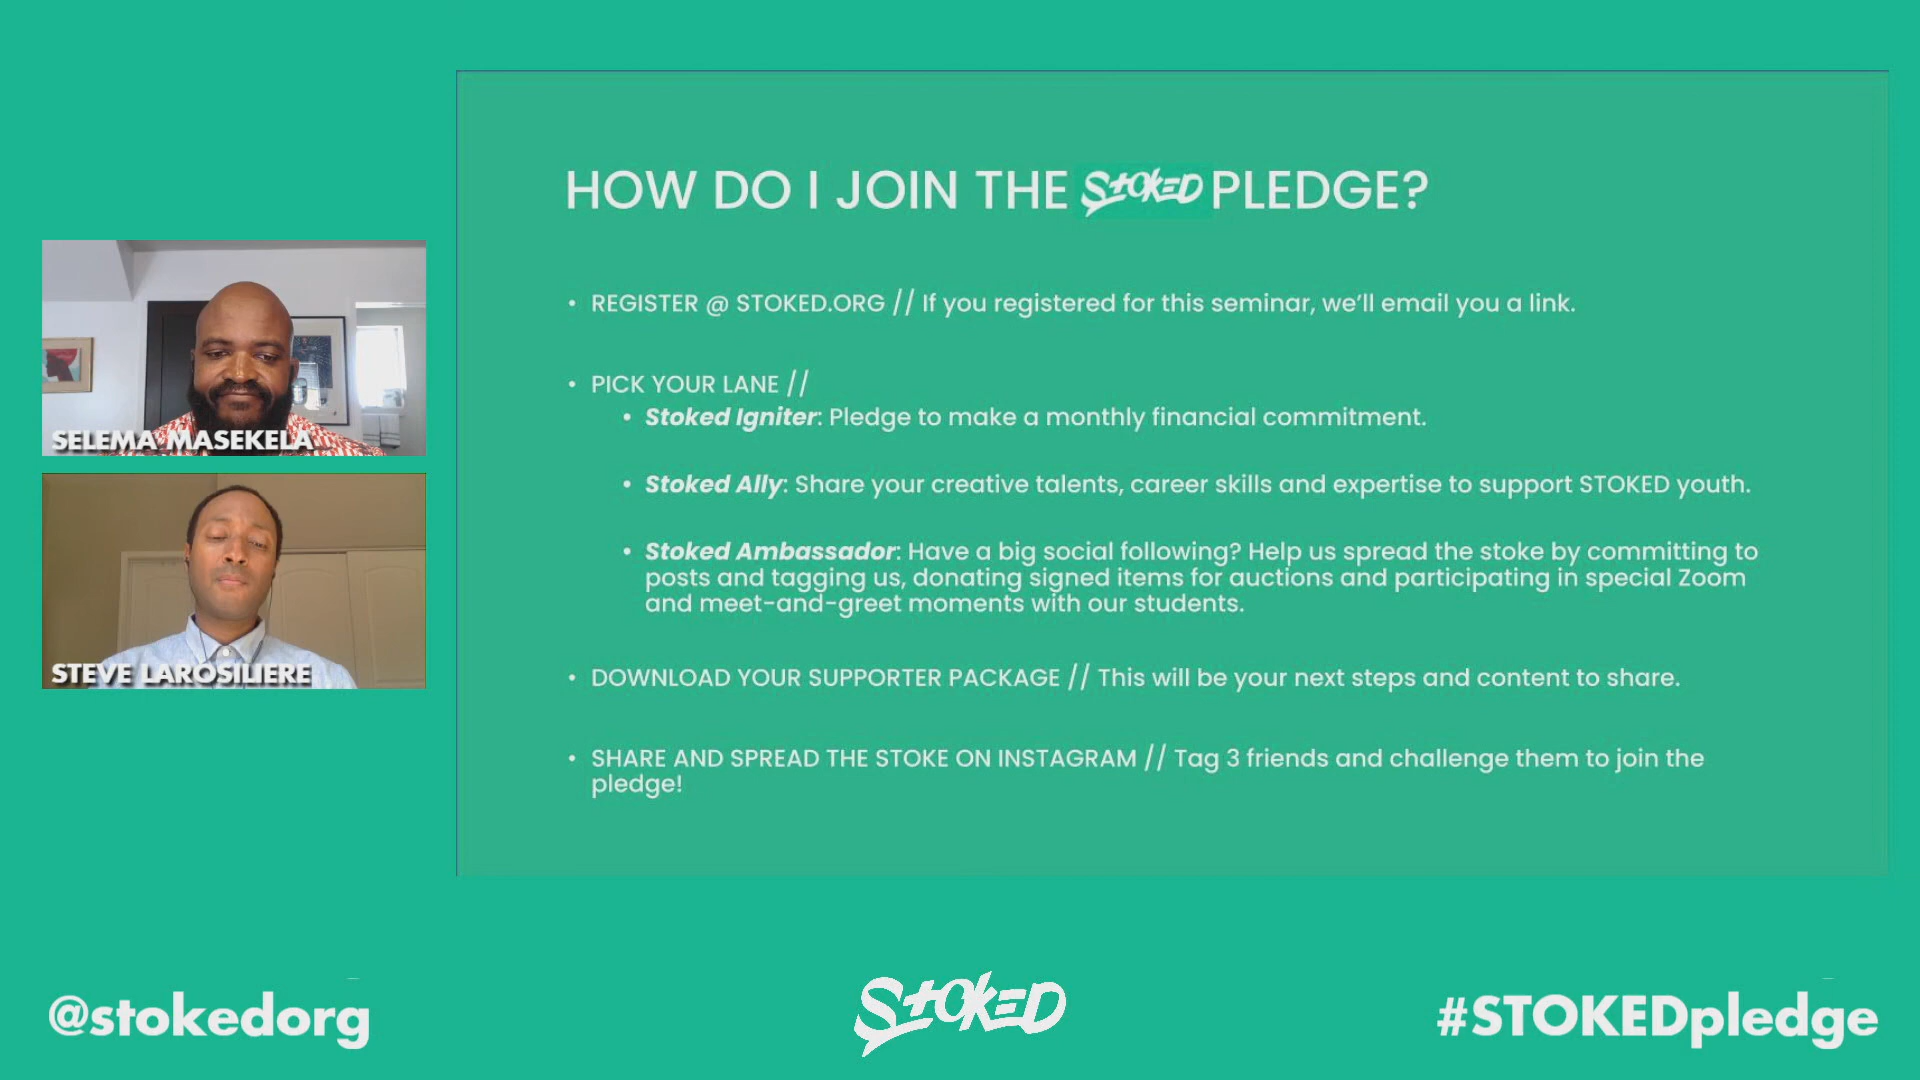 HOW DO I JOIN THE STOKED PLEDGE?
• REGISTER @ STOKED.ORG // If you registered for this seminar, we'll email you a link.
• PICK YOUR LANE //
• Stoked Igniter: Pledge to make a monthly financial commitment.
• Stoked Ally: Share your creative talents, career skills and expertise to support STOKED youth.
• Stoked Ambassador: Have a big social following? Help us spread the stoke by committing to
posts and tagging us, donating signed items for auctions and participating in special Zoom
and meet-and-greet moments with our students.
• DOWNLOAD YOUR SUPPORTER PACKAGE // This will be your next steps and content to share.
• SHARE AND SPREAD THE STOKE ON INSTAGRAM // Tag 3 friends and challenge them to join the
pledge!
SELEMA MASEKELA
STEVE LAROSILIERE
@stokedorg
STOKED
#STOKEDpledge